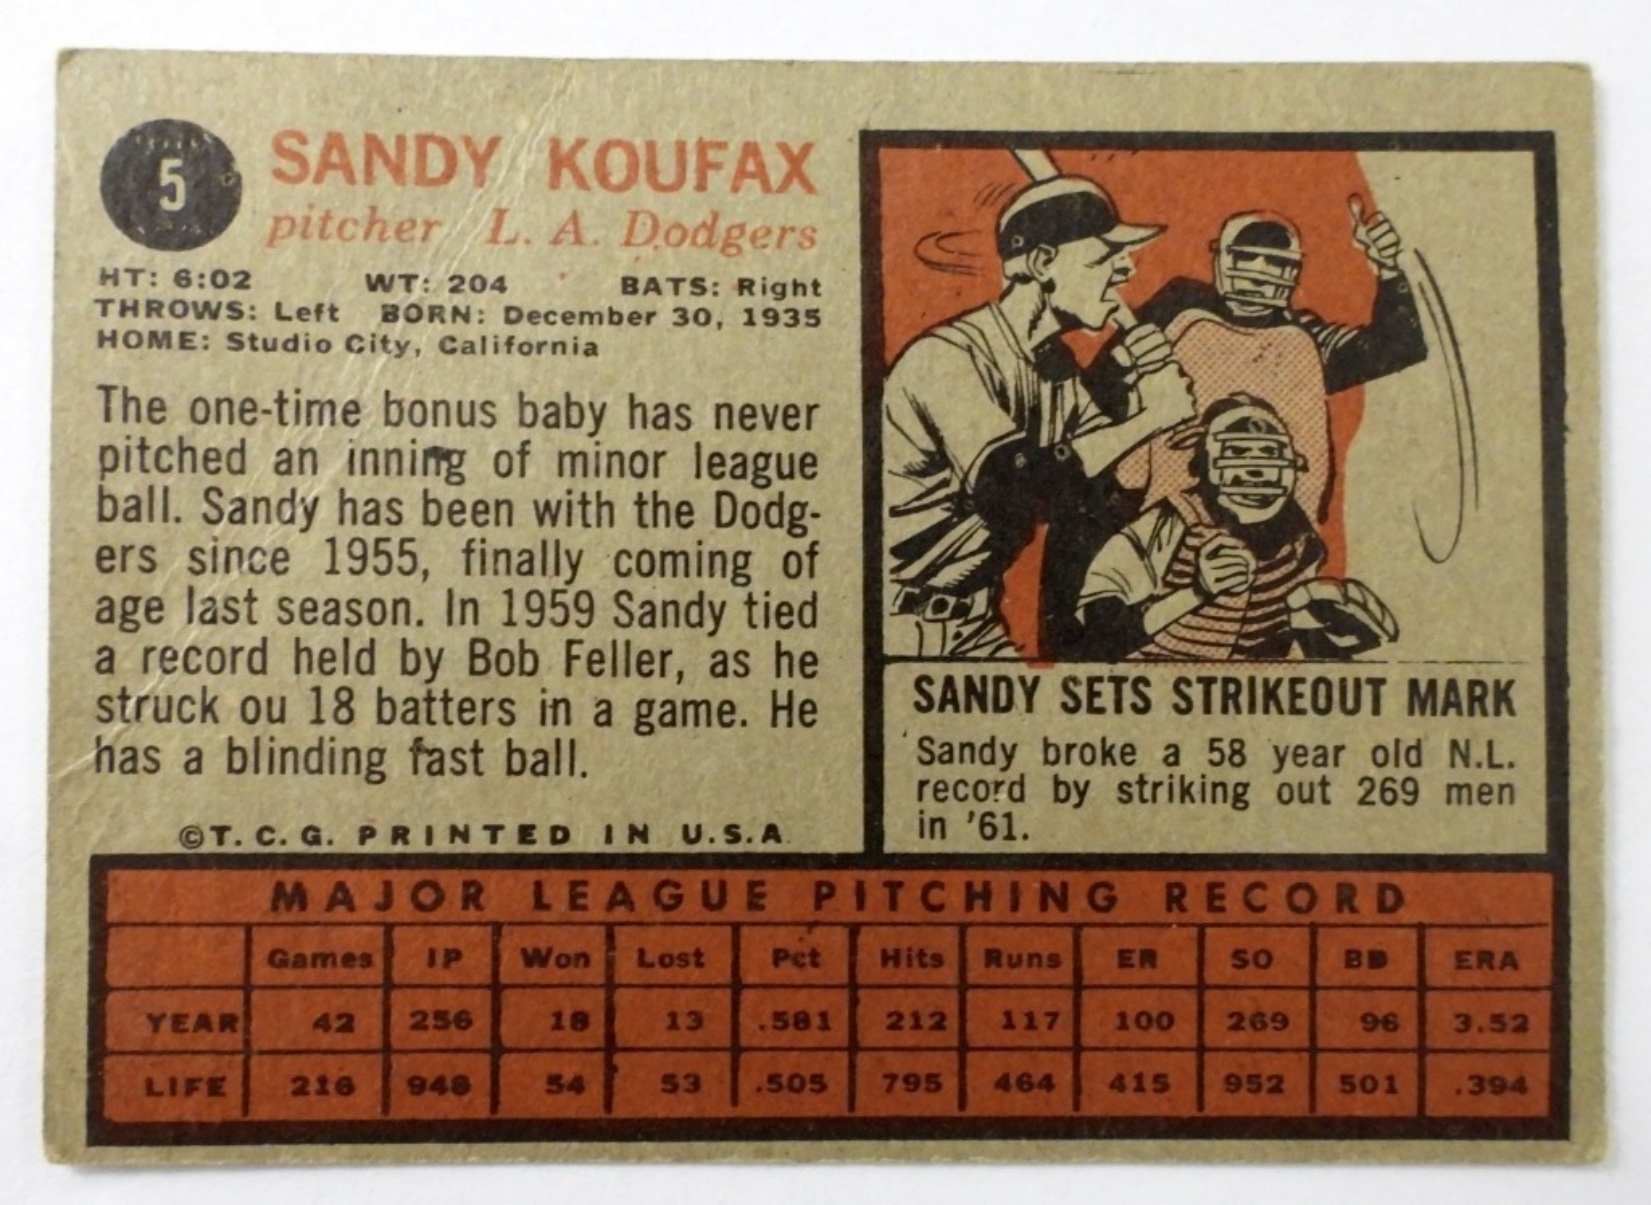 5
SANDY KOUFAX
pitcher L. A. Dodgers
HT: 6:02 WT: 204 BATS: Right
THROWS: Left BORN: December 30, 1935
HOME: Studio City, California
The one-time bonus baby has never
pitched an inning of minor league
ball. Sandy has been with the Dodg-
ers since 1955, finally coming of
age last season. In 1959 Sandy tied
a record held by Bob Feller, as he
struck ou 18 batters in a game. He
has a blinding fast ball.
©T. C. G. PRINTED IN U.S.A.
SANDY SETS STRIKEOUT MARK
Sandy broke a 58 year old N.L.
record by striking out 269 men
in '61.
MAJOR LEAGUE PITCHING RECORD
Games IP Won Lost Pct Hits Runs ER SO BB ERA
YEAR 42 256 18 13 .581 212 117 100 269 96 3.52
LIFE 216 948 54 53 .505 795 464 415 952 501 .394